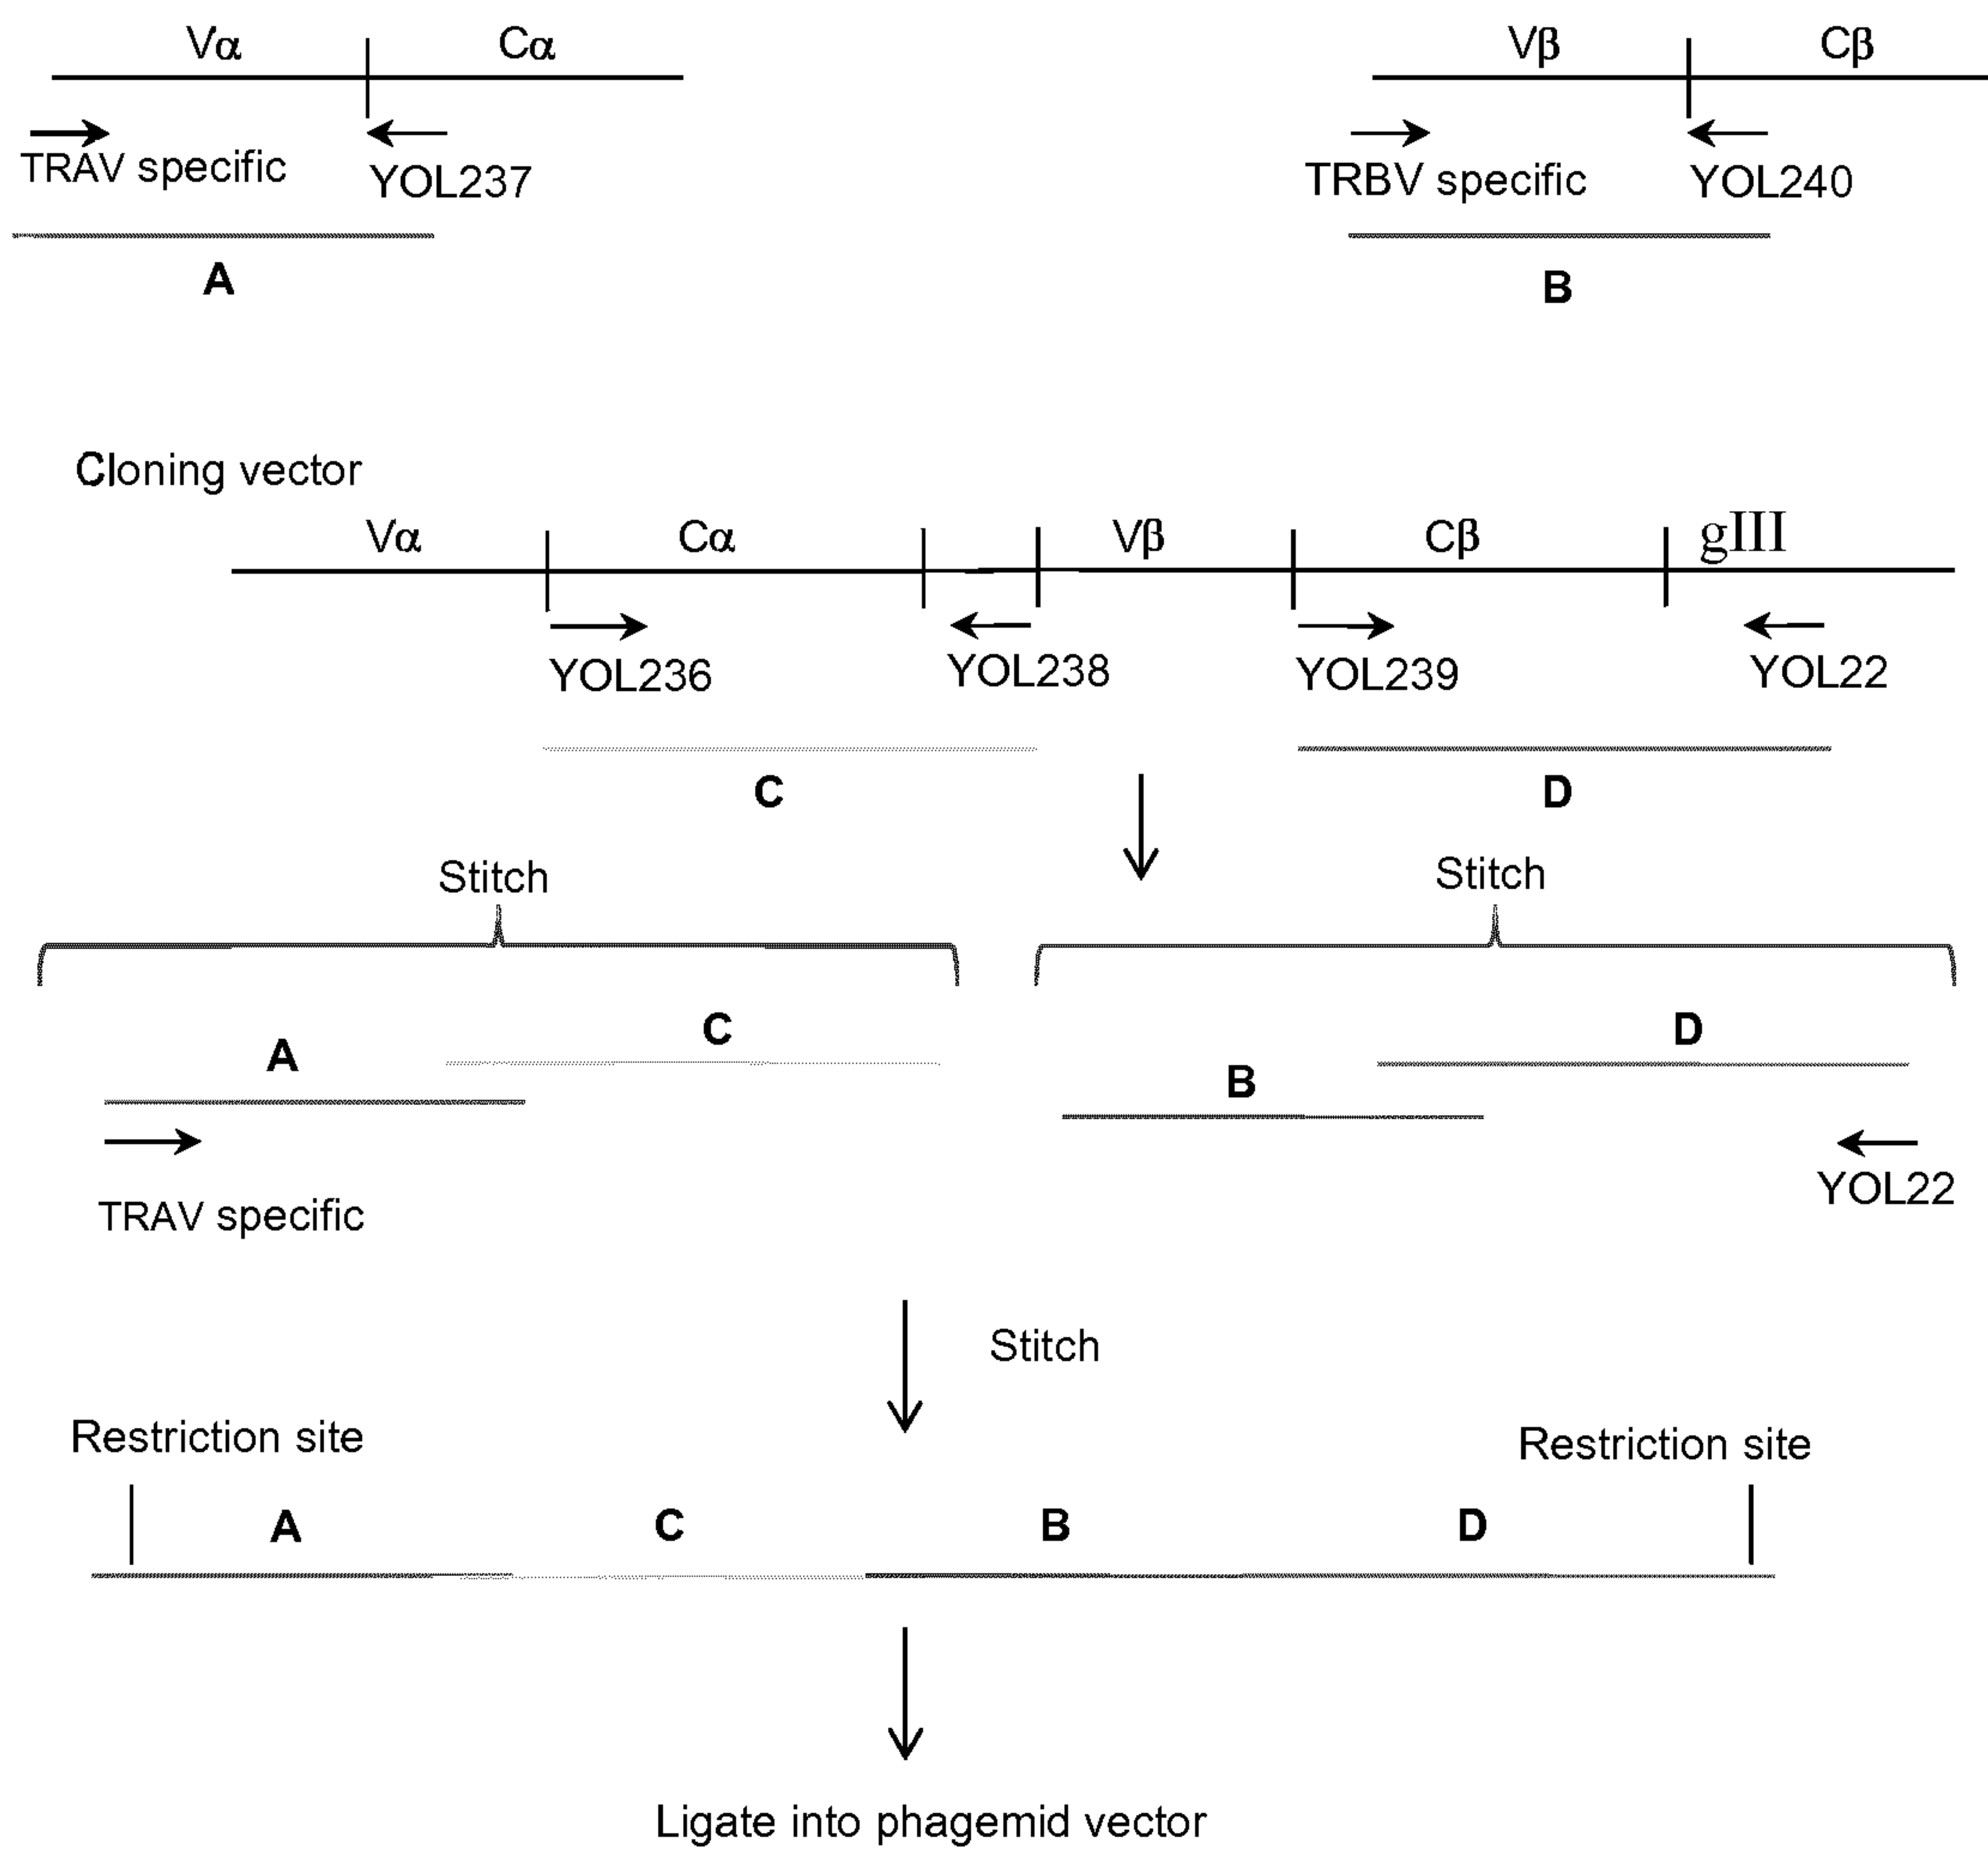 Vα Cα Vβ Cβ
TRAV specific YOL237 TRBV specific YOL240
A B
Cloning vector
Vα Cα Vβ Cβ gIII
YOL236 YOL238 YOL239 YOL22
C D
Stitch Stitch
A C B D
TRAV specific YOL22
Stitch
Restriction site Restriction site
A C B D
Ligate into phagemid vector